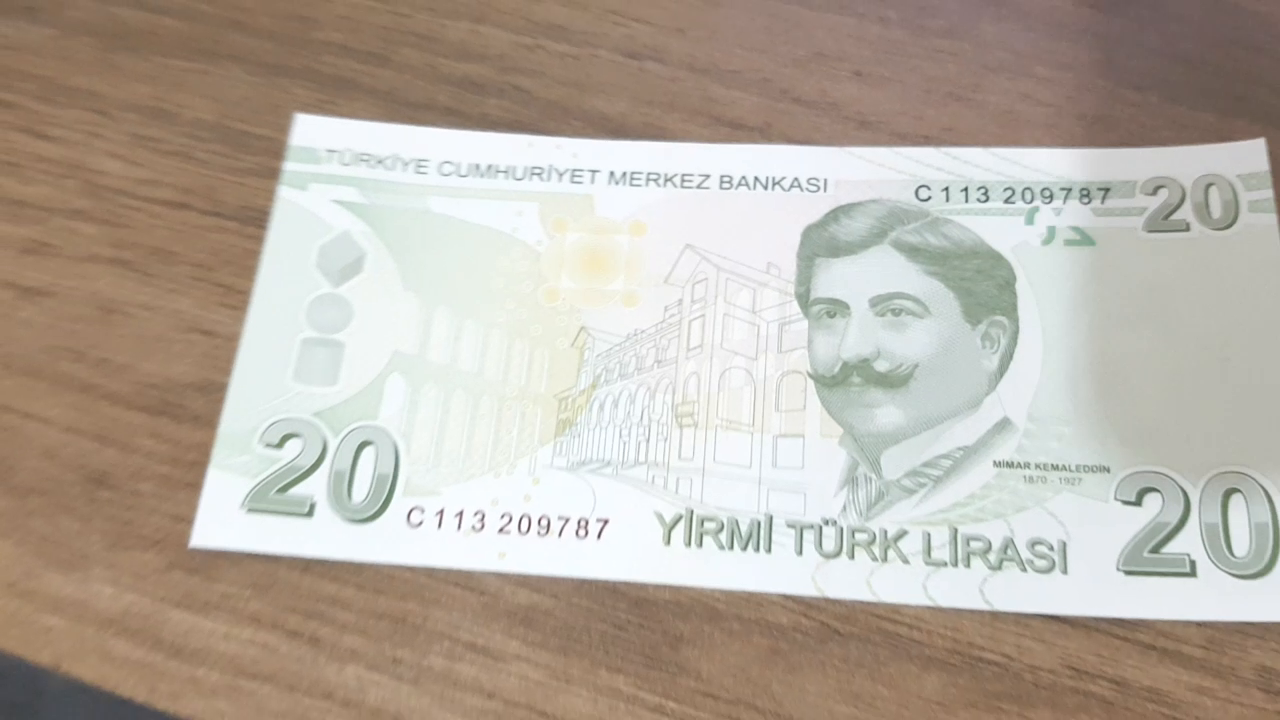 TÜRKİYE CUMHURİYET MERKEZ BANKASI
C113 209787
20
MİMAR KEMALEDDİN
1870 - 1927
20
C113 209787
YİRMİ TÜRK LİRASI
20